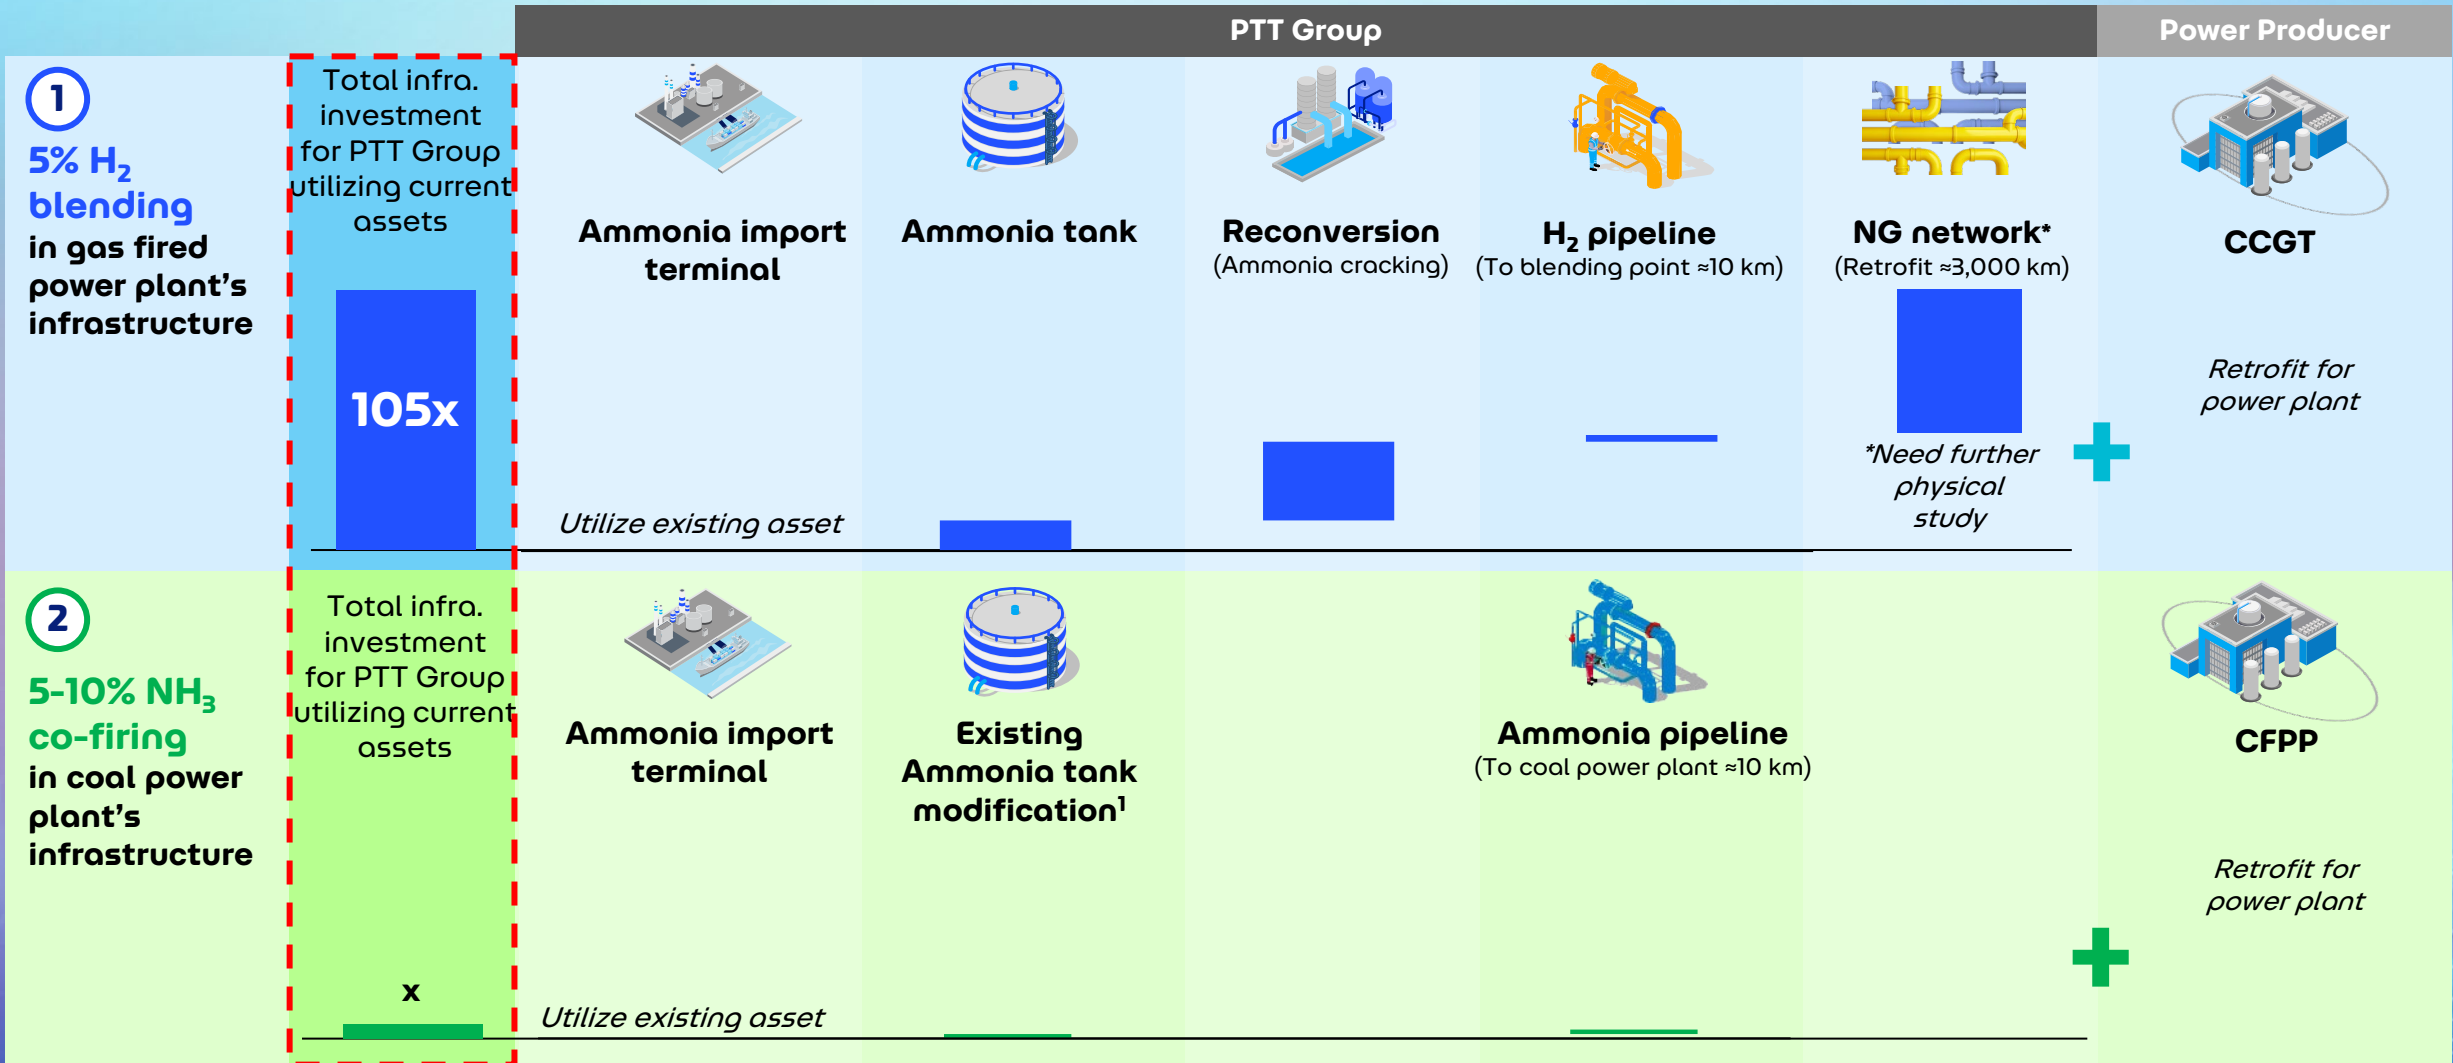 PTT Group
Power Producer
1
5% H₂
blending
in gas fired
power plant's
infrastructure
Total infra.
investment
for PTT Group
utilizing current
assets
105x
Ammonia import
terminal
Utilize existing asset
Ammonia tank
Reconversion
(Ammonia cracking)
H₂ pipeline
(To blending point ≈10 km)
NG network*
(Retrofit ≈3,000 km)
*Need further
physical
study
CCGT
Retrofit for
power plant
2
5-10% NH₃
co-firing
in coal power
plant's
infrastructure
Total infra.
investment
for PTT Group
utilizing current
assets
x
Ammonia import
terminal
Utilize existing asset
Existing
Ammonia tank
modification¹
Ammonia pipeline
(To coal power plant ≈10 km)
CFPP
Retrofit for
power plant